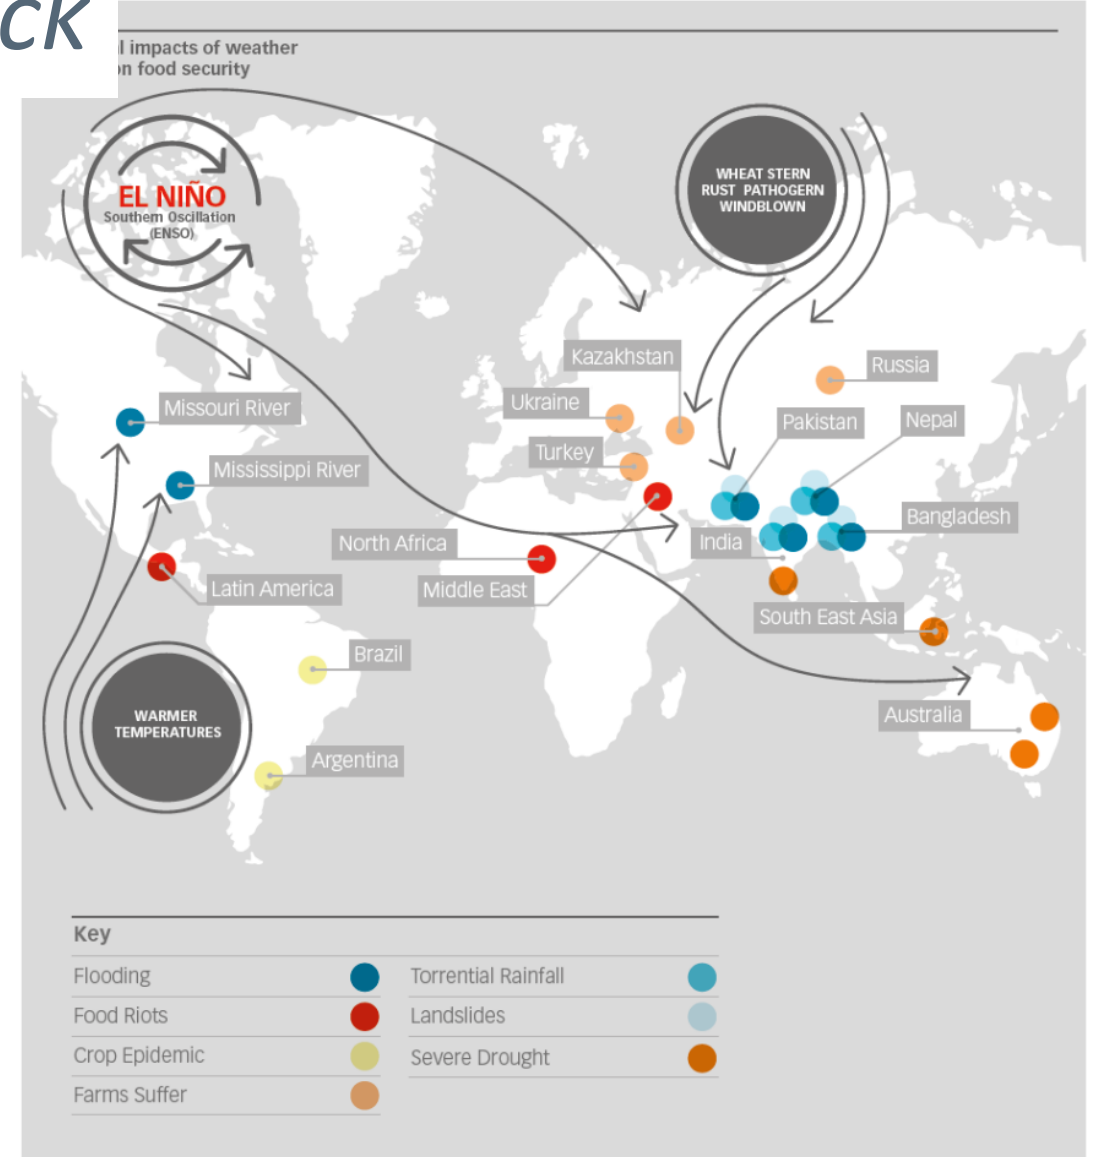 ck
l impacts of weather
on food security
EL NIÑO
Southern Oscillation
(ENSO)
WHEAT STERN
RUST PATHOGERN
WINDBLOWN
Kazakhstan
Russia
Ukraine
Missouri River
Pakistan
Nepal
Turkey
Mississippi River
Bangladesh
North Africa
India
Latin America
Middle East
South East Asia
Brazil
WARMER
TEMPERATURES
Australia
Argentina
Key
Flooding
Torrential Rainfall
Food Riots
Landslides
Crop Epidemic
Severe Drought
Farms Suffer